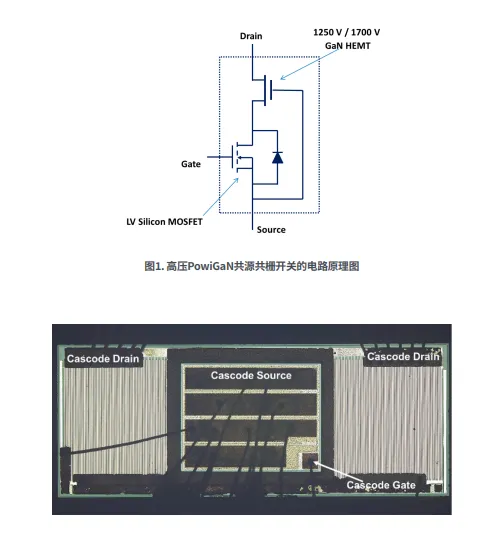 Drain
1250 V / 1700 V
GaN HEMT
Gate
LV Silicon MOSFET
Source
图1. 高压PowiGaN共源共栅开关的电路原理图
Cascode Drain
Cascode Drain
Cascode Source
Cascode Gate